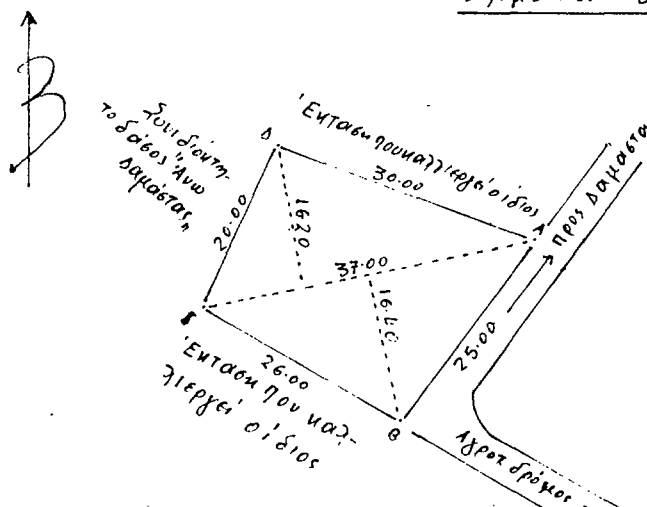 Β
Συνιδιόκτη-
το δάσος "Άνω
Δαμάστας"
Έκταση που καλλιεργεί ο ίδιος
Δ
30.00
Α
Προς Δαμάστα
20.00
16.20
37.00
16.40
25.00
26.00
Β
Έκταση που καλ-
λιεργεί ο ίδιος
Αγροτ δρόμος